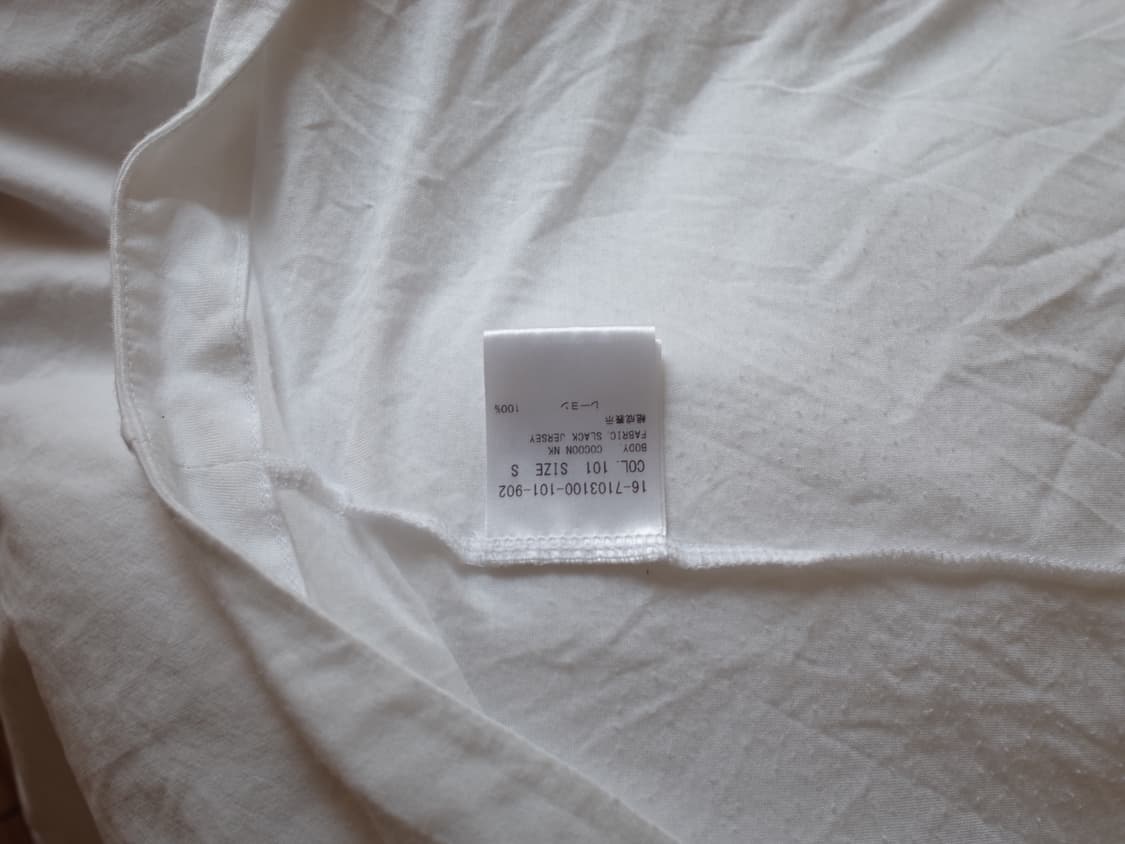 16-7103100-101-902
COL. 101 SIZE S
BODY COCOON NK
FABRIC SLACK JERSEY
組成表示
レーヨン 100%